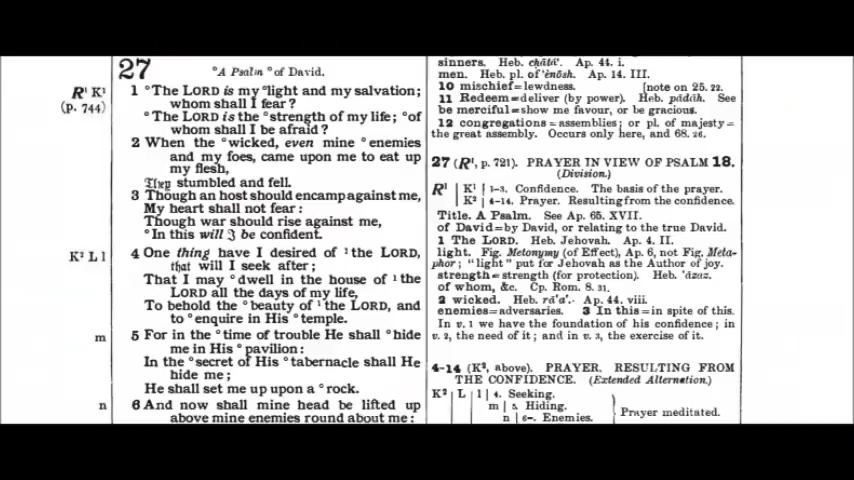 27
°A Psalm °of David.
R¹ K¹
(p. 744)
1 °The LORD is my °light and my salvation;
whom shall I fear?
°The LORD is the °strength of my life; °of
whom shall I be afraid?
2 When the °wicked, even mine °enemies
and my foes, came upon me to eat up
my flesh,
They stumbled and fell.
3 Though an host should encamp against me,
My heart shall not fear:
Though war should rise against me,
°In this will I be confident.
K² L l
4 One thing have I desired of ¹the LORD,
that will I seek after;
That I may °dwell in the house of ¹the
LORD all the days of my life,
To behold the °beauty of ¹the LORD, and
to °enquire in His °temple.
m
5 For in the °time of trouble He shall °hide
me in His °pavilion:
In the °secret of His °tabernacle shall He
hide me;
He shall set me up upon a °rock.
n
6 And now shall mine head be lifted up
above mine enemies round about me:
sinners. Heb. chāṭā'. Ap. 44. i.
men. Heb. pl. of 'ĕnōsh. Ap. 14. III.
10 mischief=lewdness. [note on 25. 22.
11 Redeem=deliver (by power). Heb. pādāh. See
be merciful=show me favour, or be gracious.
12 congregations=assemblies; or pl. of majesty=
the great assembly. Occurs only here, and 68. 26.
27 (R¹, p. 721). PRAYER IN VIEW OF PSALM 18.
(Division.)
R¹ | K¹ | 1-3. Confidence. The basis of the prayer.
K² | 4-14. Prayer. Resulting from the confidence.
Title. A Psalm. See Ap. 65. XVII.
of David=by David, or relating to the true David.
1 The LORD. Heb. Jehovah. Ap. 4. II.
light. Fig. Metonymy (of Effect), Ap. 6, not Fig. Meta-
phor; "light" put for Jehovah as the Author of joy.
strength=strength (for protection). Heb. 'āzaz.
of whom, &c. Cp. Rom. 8. 31.
2 wicked. Heb. rā'a'. Ap. 44. viii.
enemies=adversaries. 3 In this=in spite of this.
In v. 1 we have the foundation of his confidence; in
v. 2, the need of it; and in v. 3, the exercise of it.
4-14 (K², above). PRAYER. RESULTING FROM
THE CONFIDENCE. (Extended Alternation.)
K² | L | l | 4. Seeking.
m | 5. Hiding.
n | 6-. Enemies.
Prayer meditated.